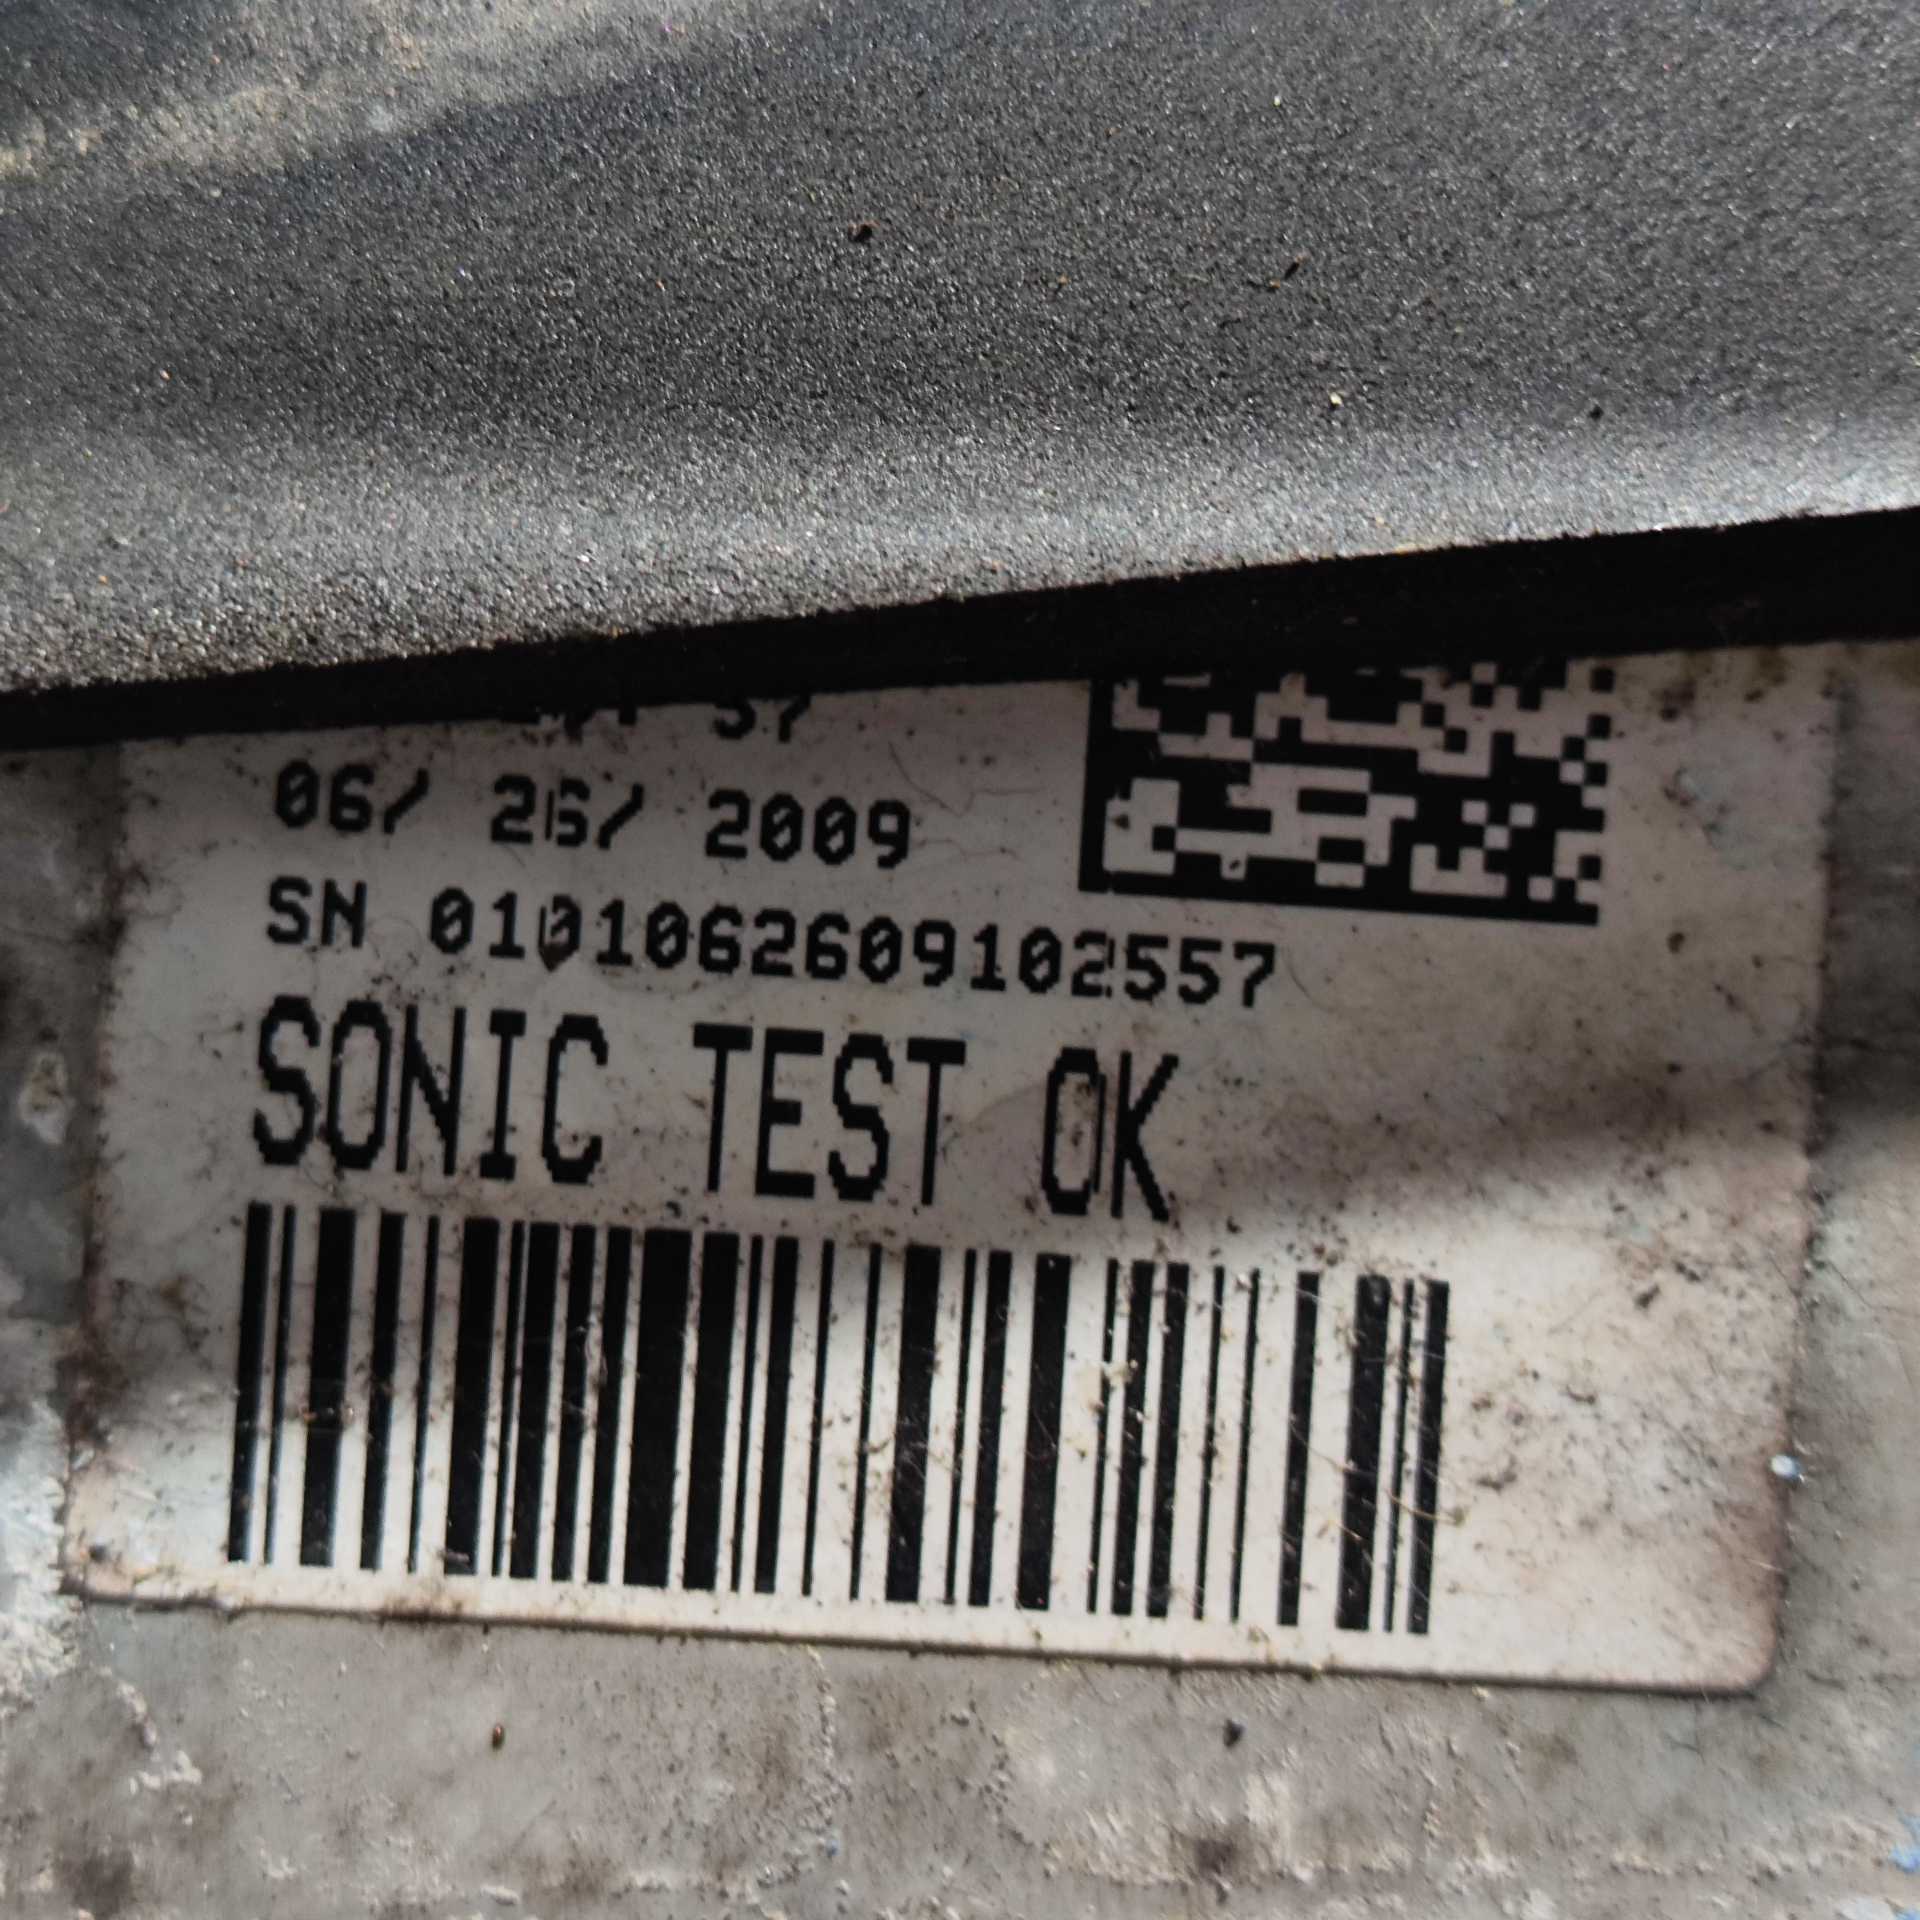 06/ 26/ 2009
SN 0101062609102557
SONIC TEST OK